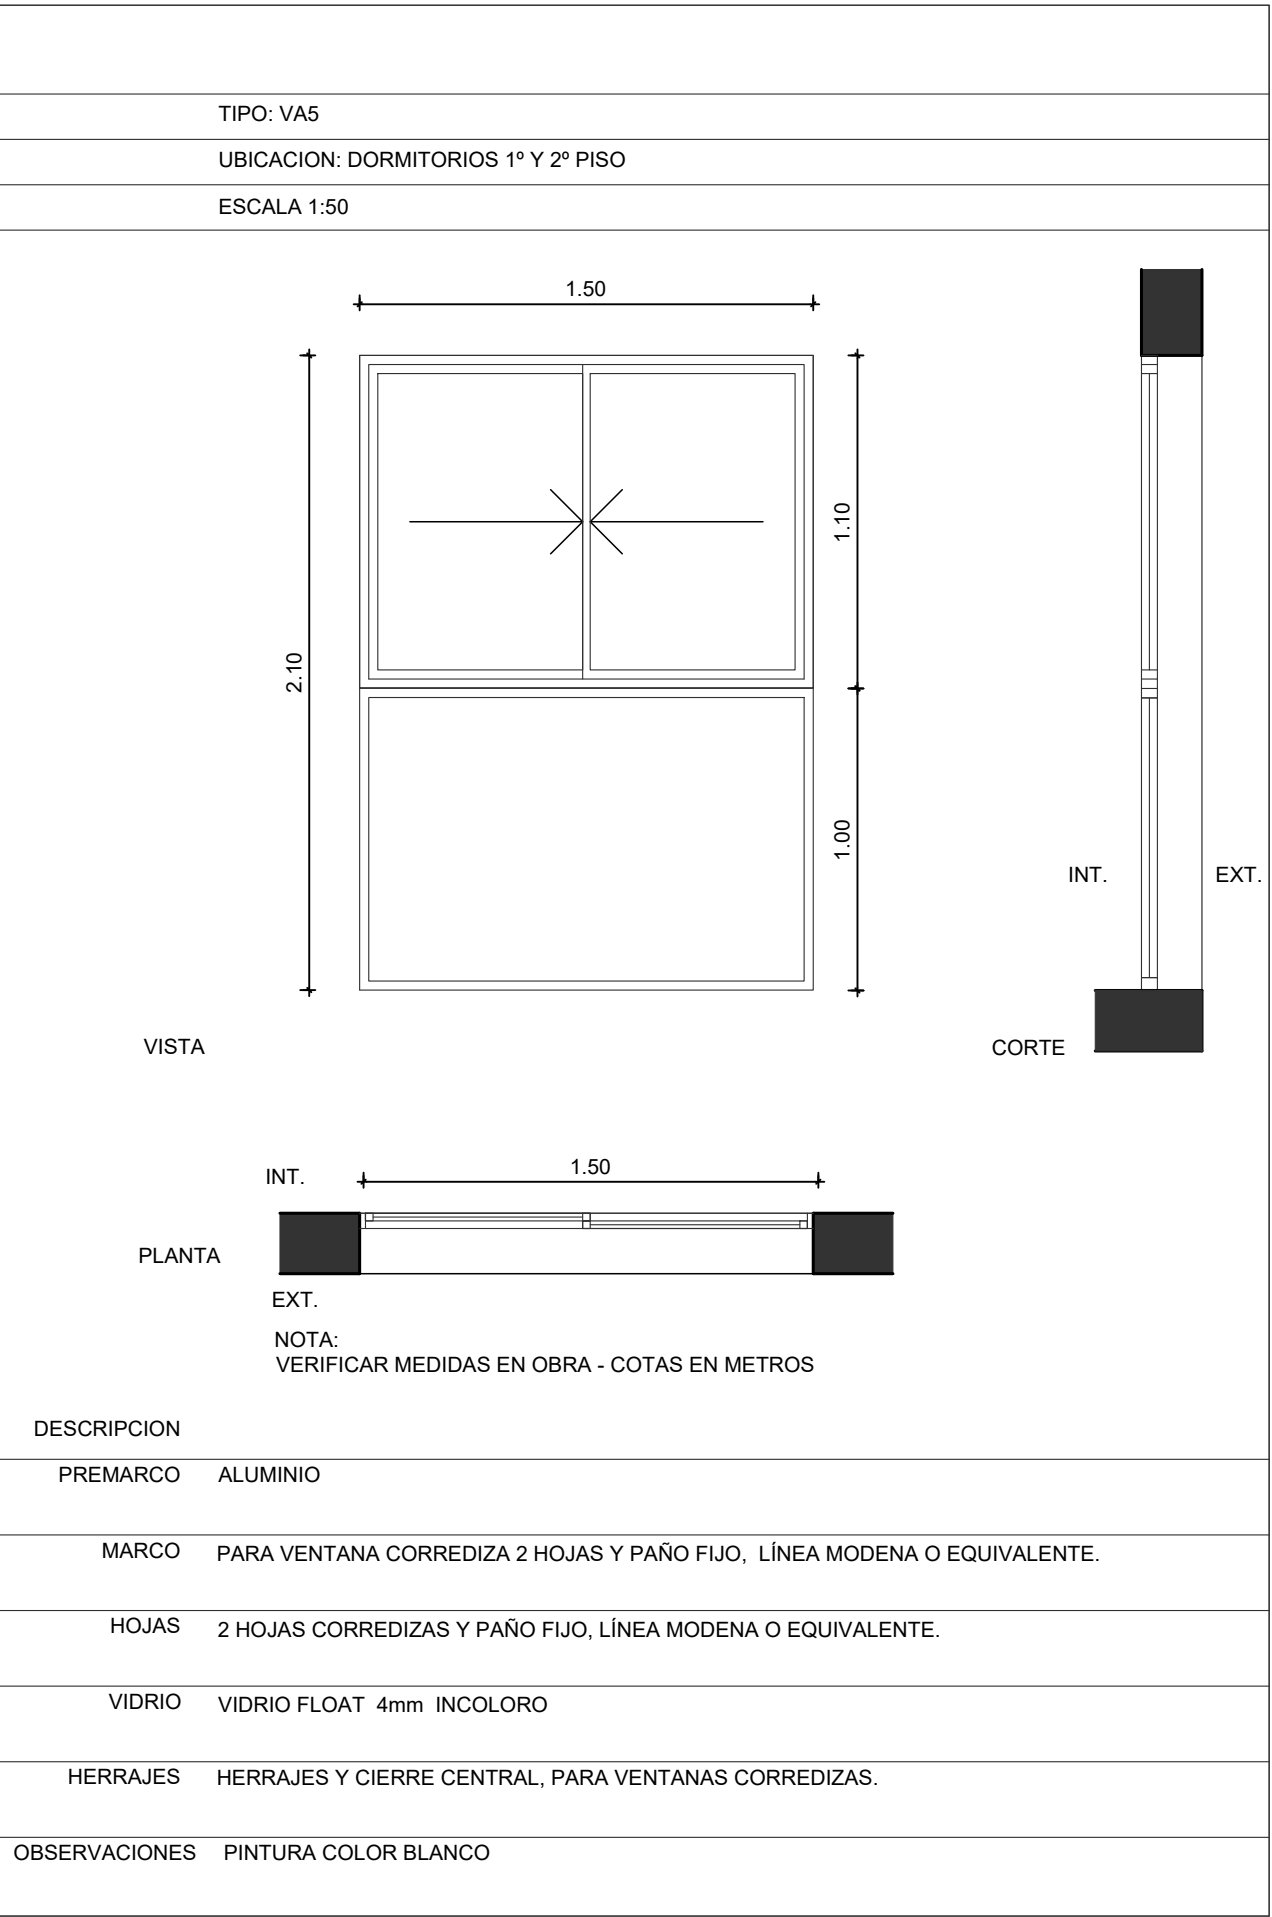 TIPO: VA5
UBICACION: DORMITORIOS 1º Y 2º PISO
ESCALA 1:50
1.50
1.10
2.10
1.00
INT.
EXT.
VISTA
CORTE
1.50
INT.
PLANTA
EXT.
NOTA:
VERIFICAR MEDIDAS EN OBRA - COTAS EN METROS
DESCRIPCION
PREMARCO ALUMINIO
MARCO PARA VENTANA CORREDIZA 2 HOJAS Y PAÑO FIJO, LÍNEA MODENA O EQUIVALENTE.
HOJAS 2 HOJAS CORREDIZAS Y PAÑO FIJO, LÍNEA MODENA O EQUIVALENTE.
VIDRIO VIDRIO FLOAT 4mm INCOLORO
HERRAJES HERRAJES Y CIERRE CENTRAL, PARA VENTANAS CORREDIZAS.
OBSERVACIONES PINTURA COLOR BLANCO